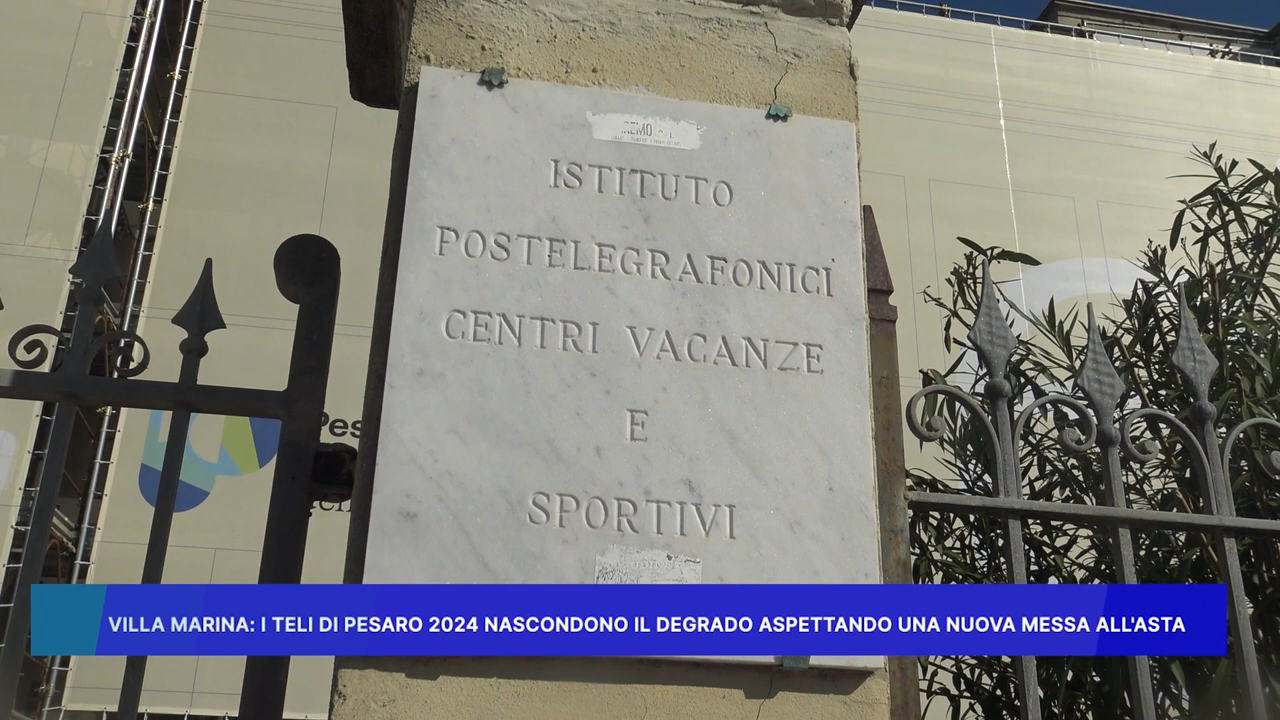 ISTITUTO
POSTELEGRAFONICI
CENTRI VACANZE
E
SPORTIVI
Pes
VILLA MARINA: I TELI DI PESARO 2024 NASCONDONO IL DEGRADO ASPETTANDO UNA NUOVA MESSA ALL'ASTA